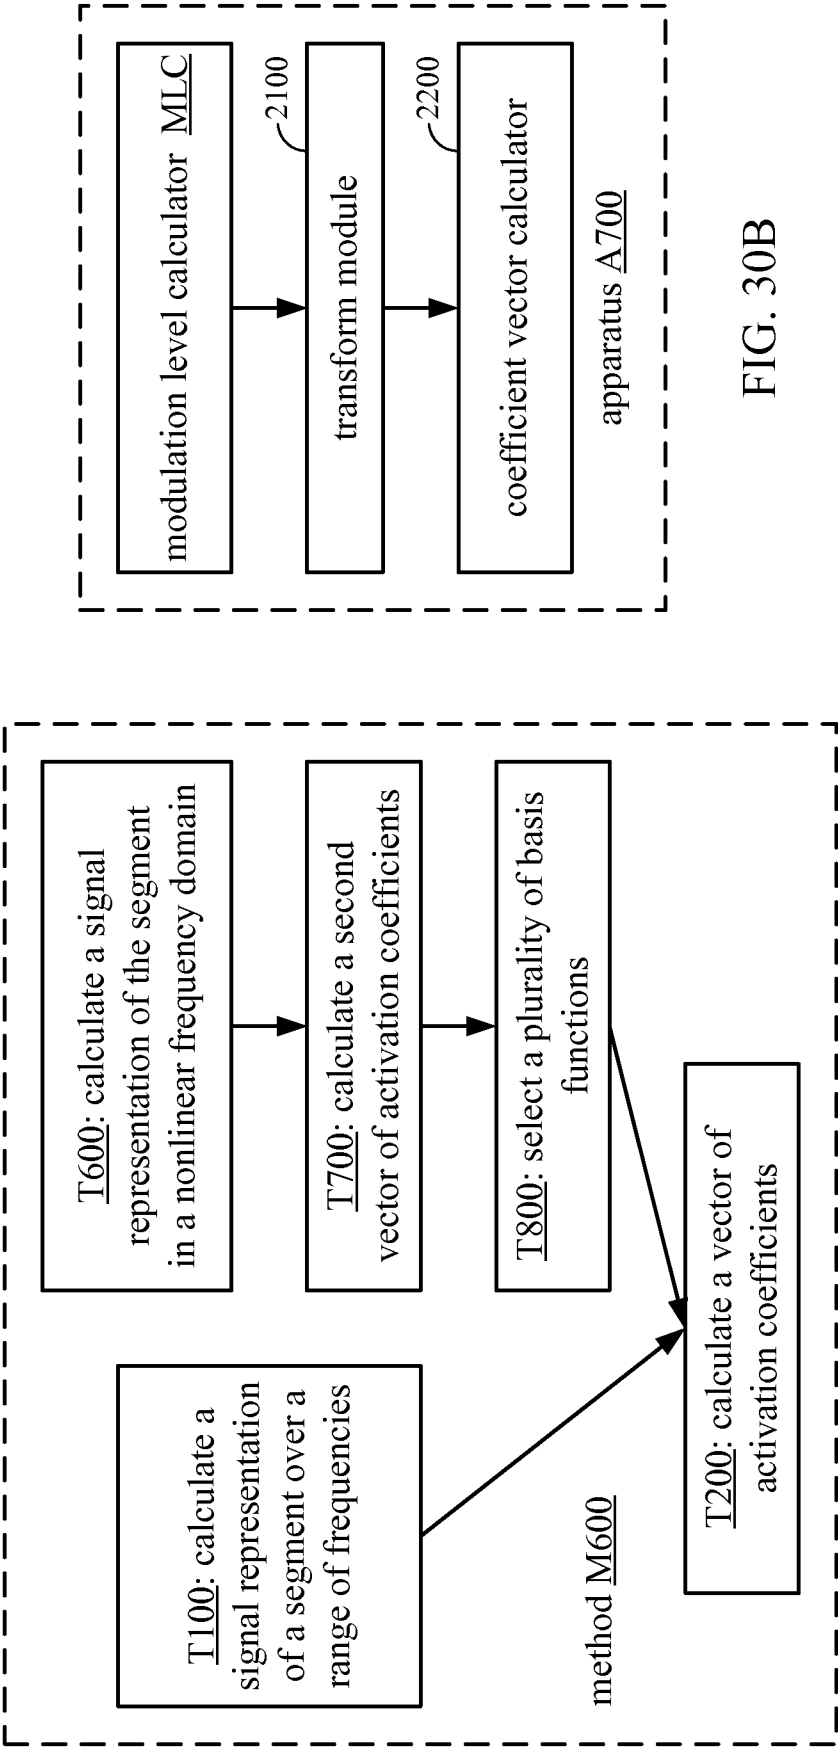 T100: calculate a
signal representation
of a segment over a
range of frequencies
T600: calculate a signal
representation of the segment
in a nonlinear frequency domain
T700: calculate a second
vector of activation coefficients
T800: select a plurality of basis
functions
T200: calculate a vector of
activation coefficients
method M600
modulation level calculator MLC
2100
transform module
2200
coefficient vector calculator
apparatus A700
FIG. 30B